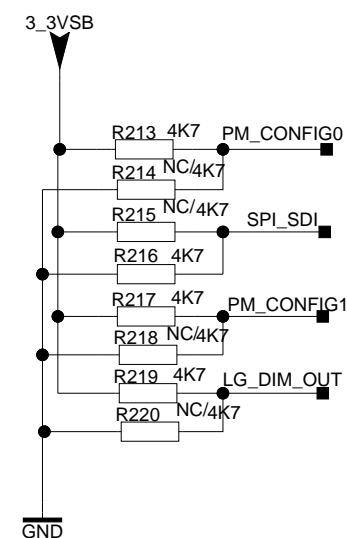 3_3VSB
R213 4K7 PM_CONFIG0
R214 NC/4K7
R215 NC/4K7 SPI_SDI
R216 4K7
R217 4K7 PM_CONFIG1
R218 NC/4K7
R219 4K7 LG_DIM_OUT
R220 NC/4K7
GND